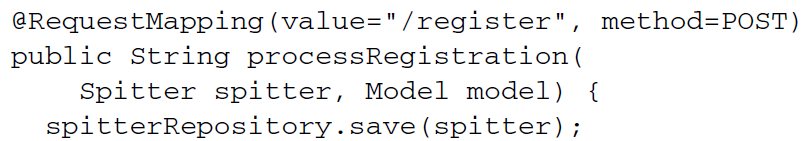 @RequestMapping(value="/register", method=POST)
public String processRegistration(
    Spitter spitter, Model model) {
  spitterRepository.save(spitter);